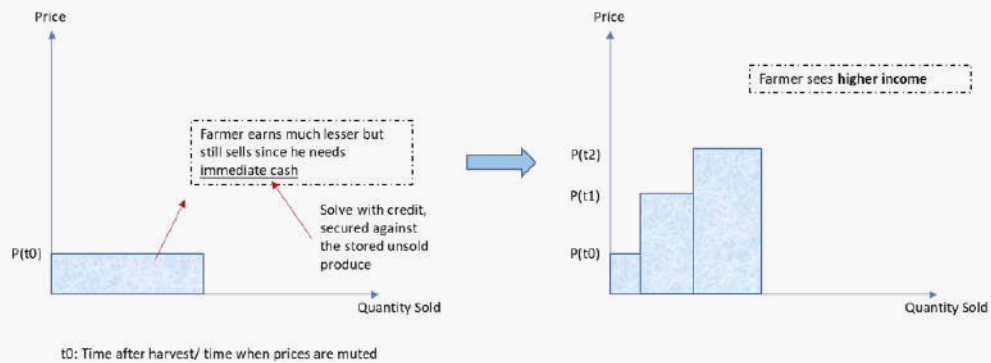 Price
Farmer earns much lesser but
still sells since he needs
immediate cash
Solve with credit,
secured against
the stored unsold
produce
P(t0)
Quantity Sold
t0: Time after harvest/ time when prices are muted
Price
Farmer sees higher income
P(t2)
P(t1)
P(t0)
Quantity Sold